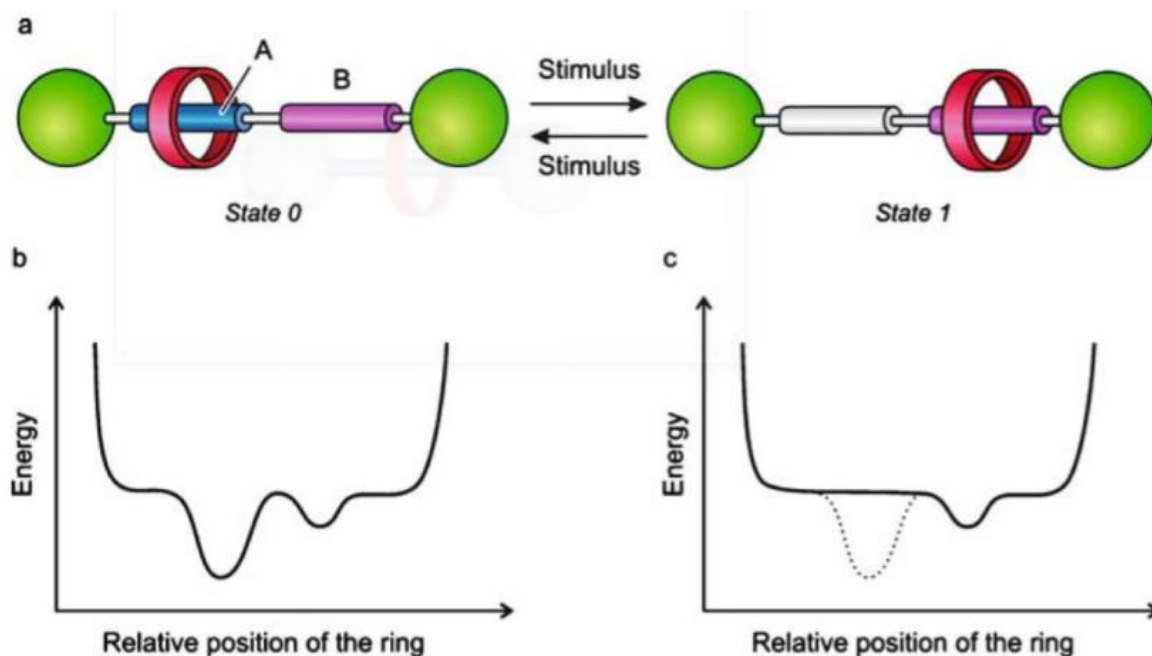 a
A
B
Stimulus
Stimulus
State 0
State 1
b
c
Energy
Relative position of the ring
Energy
Relative position of the ring